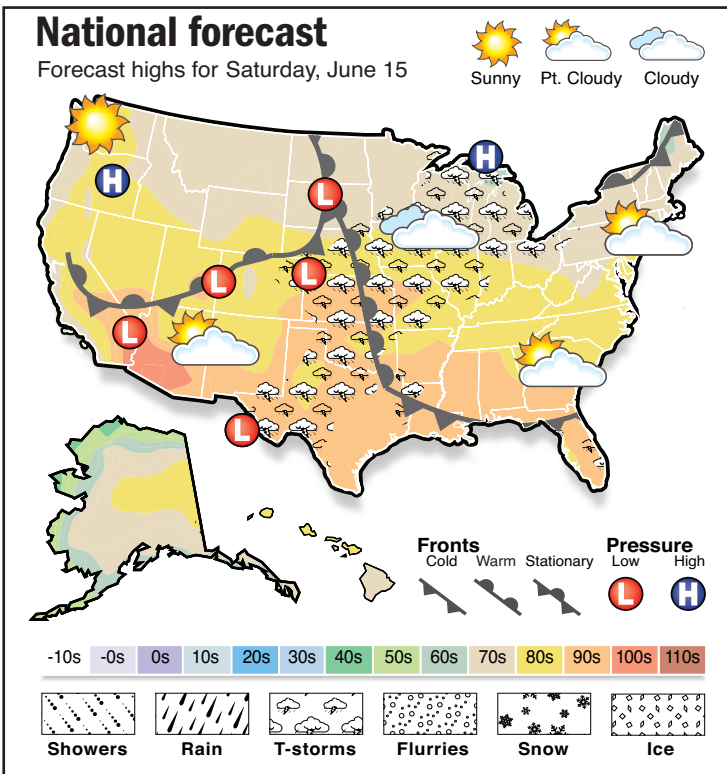 National forecast
Forecast highs for Saturday, June 15
Sunny Pt. Cloudy Cloudy
H
H
L
L
L
L
L
Fronts Pressure
Cold Warm Stationary Low High
L H
-10s -0s 0s 10s 20s 30s 40s 50s 60s 70s 80s 90s 100s 110s
Showers Rain T-storms Flurries Snow Ice